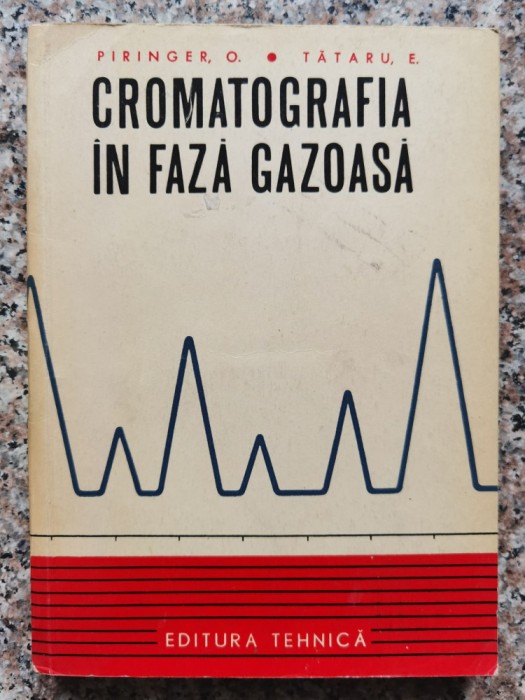 PIRINGER, O. • TĂTARU, E.
CROMATOGRAFIA
ÎN FAZĂ GAZOASĂ
EDITURA TEHNICĂ